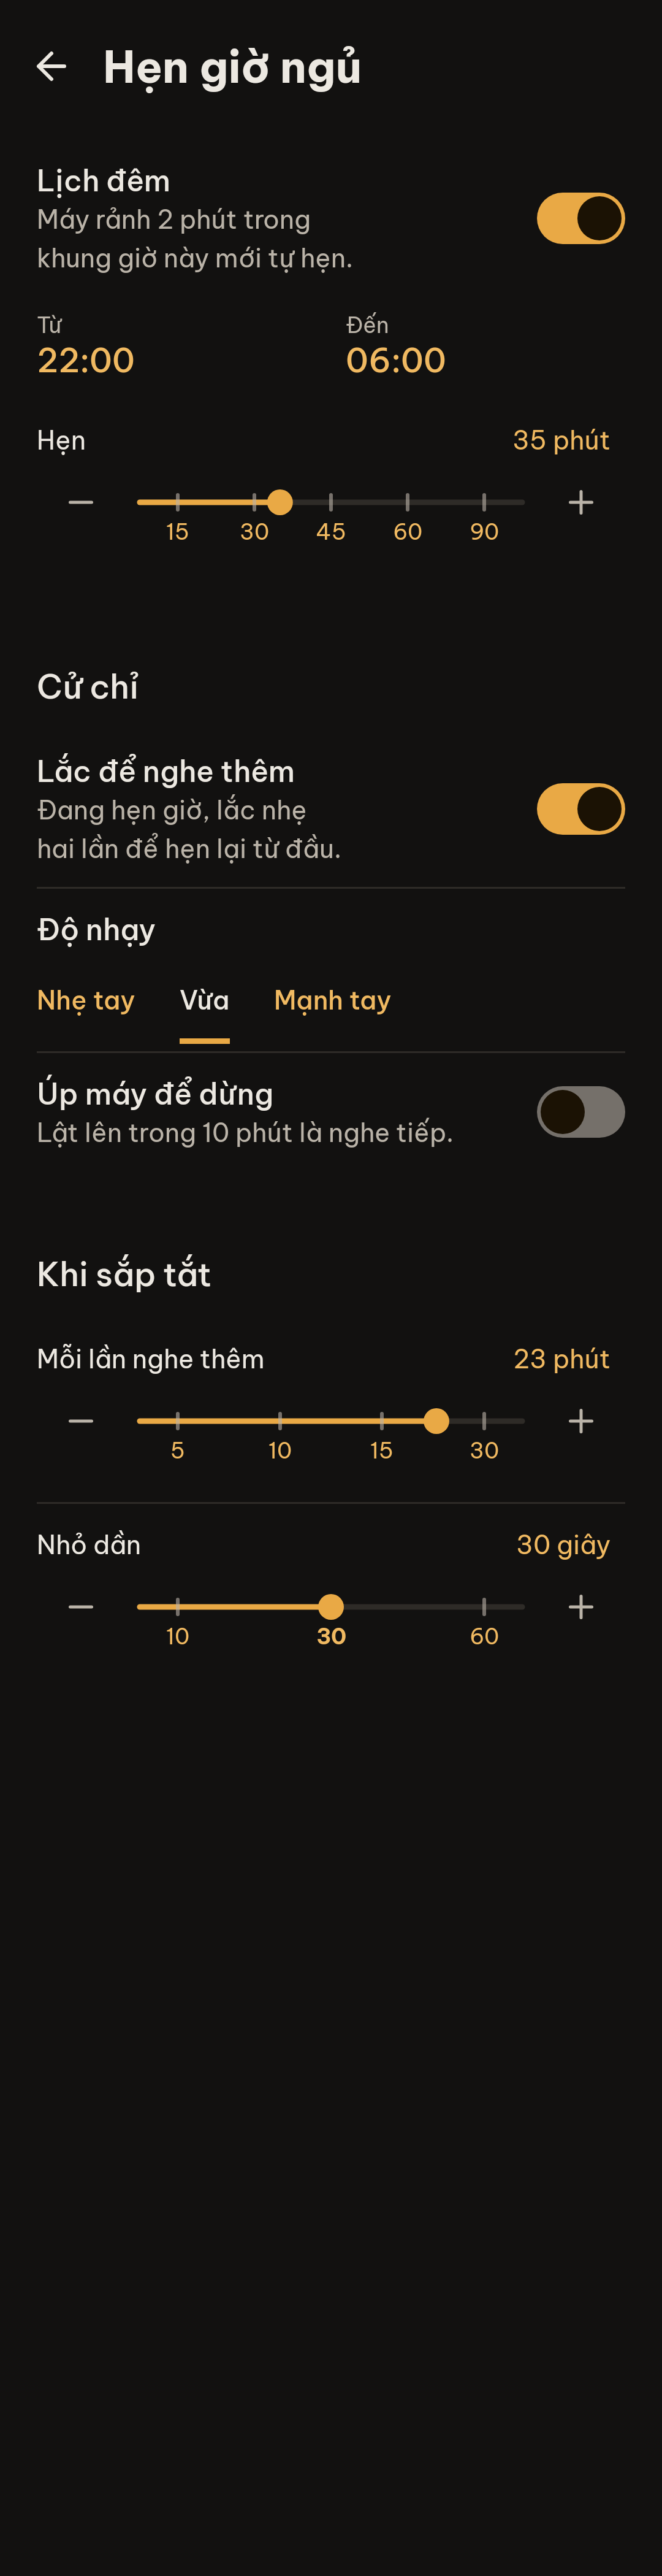 Hẹn giờ ngủ
Lịch đêm
Máy rảnh 2 phút trong
khung giờ này mới tự hẹn.
Từ
Đến
22:00
06:00
Hẹn
35 phút
15 30 45 60 90
Cử chỉ
Lắc để nghe thêm
Đang hẹn giờ, lắc nhẹ
hai lần để hẹn lại từ đầu.
Độ nhạy
Nhẹ tay Vừa Mạnh tay
Úp máy để dừng
Lật lên trong 10 phút là nghe tiếp.
Khi sắp tắt
Mỗi lần nghe thêm
23 phút
5 10 15 30
Nhỏ dần
30 giây
10 30 60